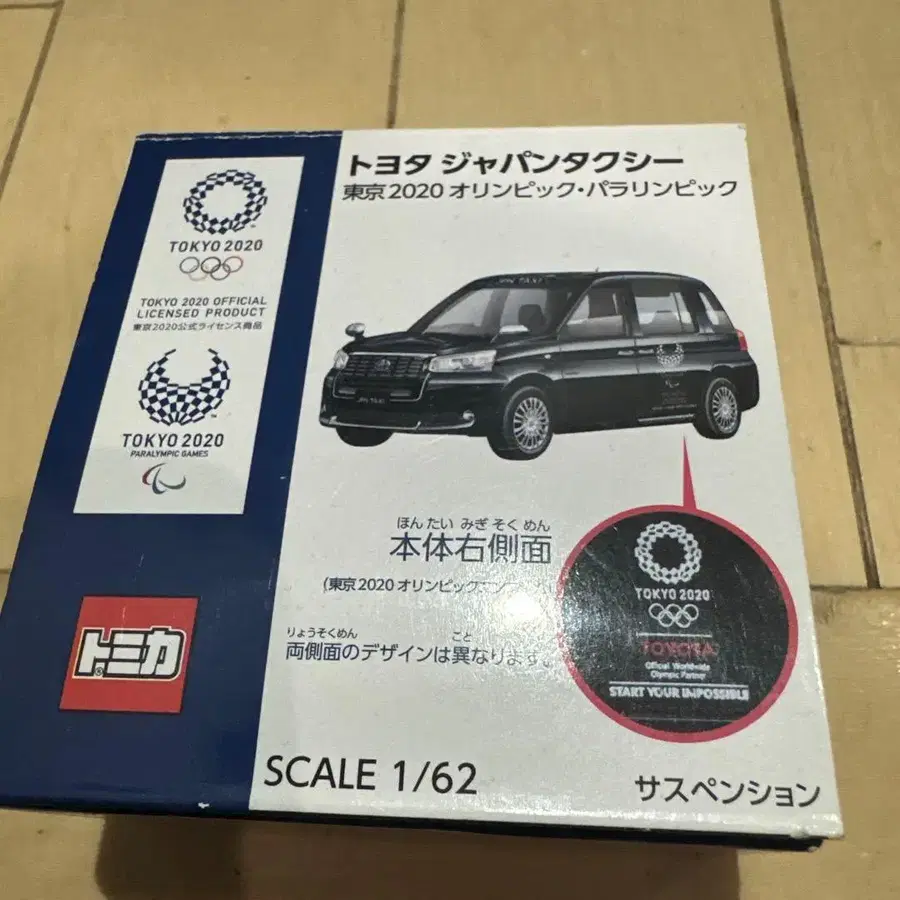 トヨタ ジャパンタクシー
東京2020 オリンピック・パラリンピック
TOKYO 2020
TOKYO 2020 OFFICIAL
LICENSED PRODUCT
東京2020公式ライセンス商品
TOKYO 2020
PARALYMPIC GAMES
JPN TAXI
JPN TAXI
ほん たい みぎ そく めん
本体右側面
(東京2020 オリンピック
りょうそくめん
こと
両側面のデザインは異なります。
TOKYO 2020
TOYOTA
Official Worldwide
Olympic Partner
START YOUR IMPOSSIBLE
トミカ
SCALE 1/62
サスペンション